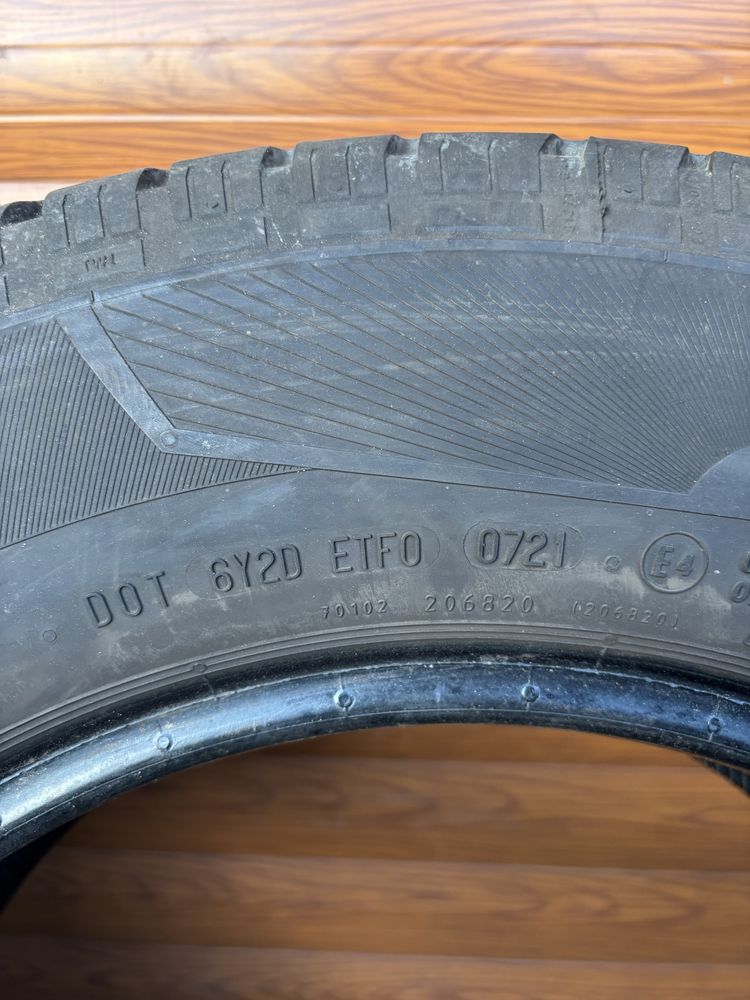 TWI
DOT 6Y2D ETF0 0721 E4
70102 206820 (206820)